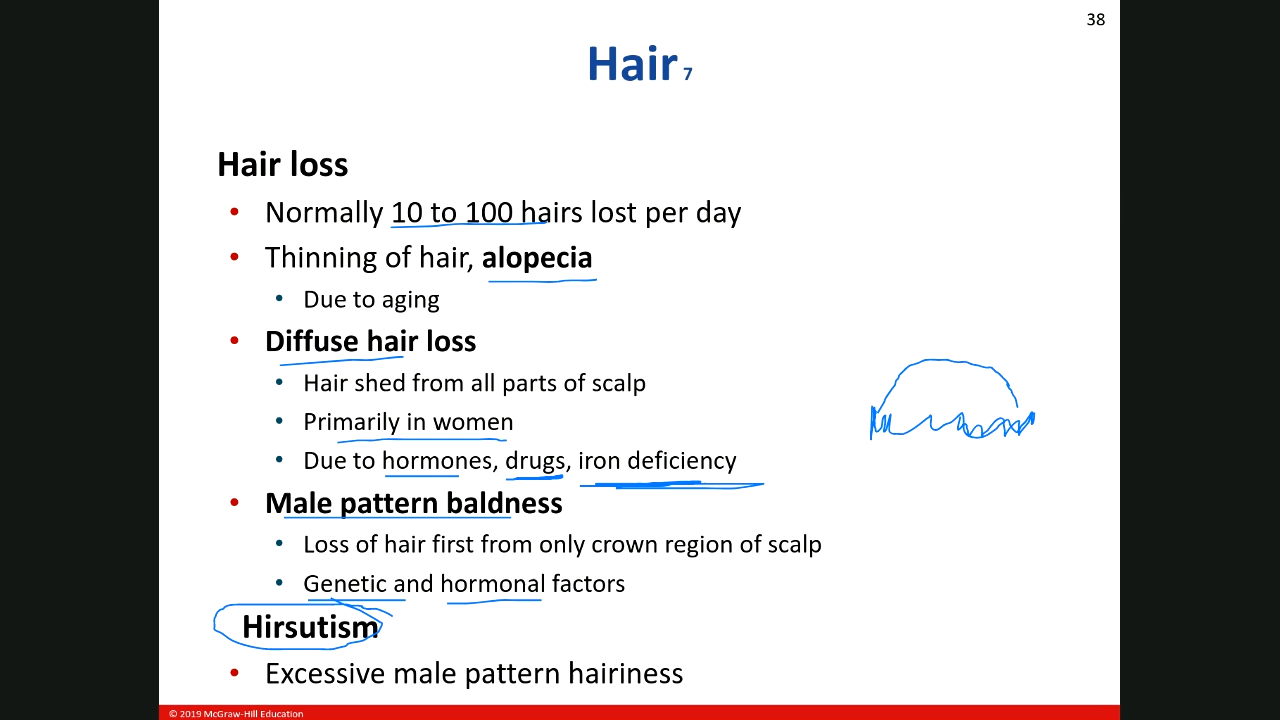 38
Hair 7
Hair loss
• Normally 10 to 100 hairs lost per day
• Thinning of hair, alopecia
• Due to aging
• Diffuse hair loss
• Hair shed from all parts of scalp
• Primarily in women
• Due to hormones, drugs, iron deficiency
• Male pattern baldness
• Loss of hair first from only crown region of scalp
• Genetic and hormonal factors
Hirsutism
• Excessive male pattern hairiness
© 2019 McGraw-Hill Education